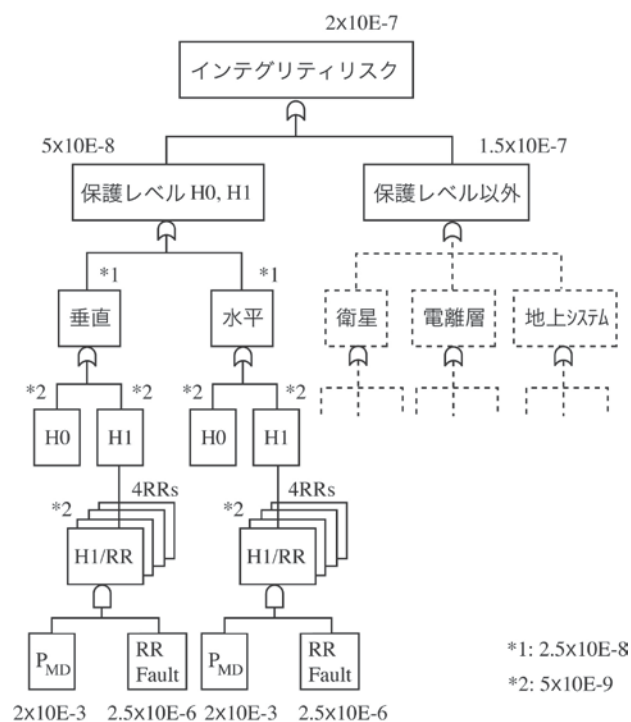 2x10E-7
インテグリティリスク
5x10E-8
1.5x10E-7
保護レベル H0, H1
保護レベル以外
*1
*1
垂直
水平
衛星
電離層
地上システム
*2
*2
*2
*2
H0
H1
H0
H1
4RRs
4RRs
*2
*2
H1/RR
H1/RR
PMD
RR
Fault
PMD
RR
Fault
2x10E-3
2.5x10E-6
2x10E-3
2.5x10E-6
*1: 2.5x10E-8
*2: 5x10E-9